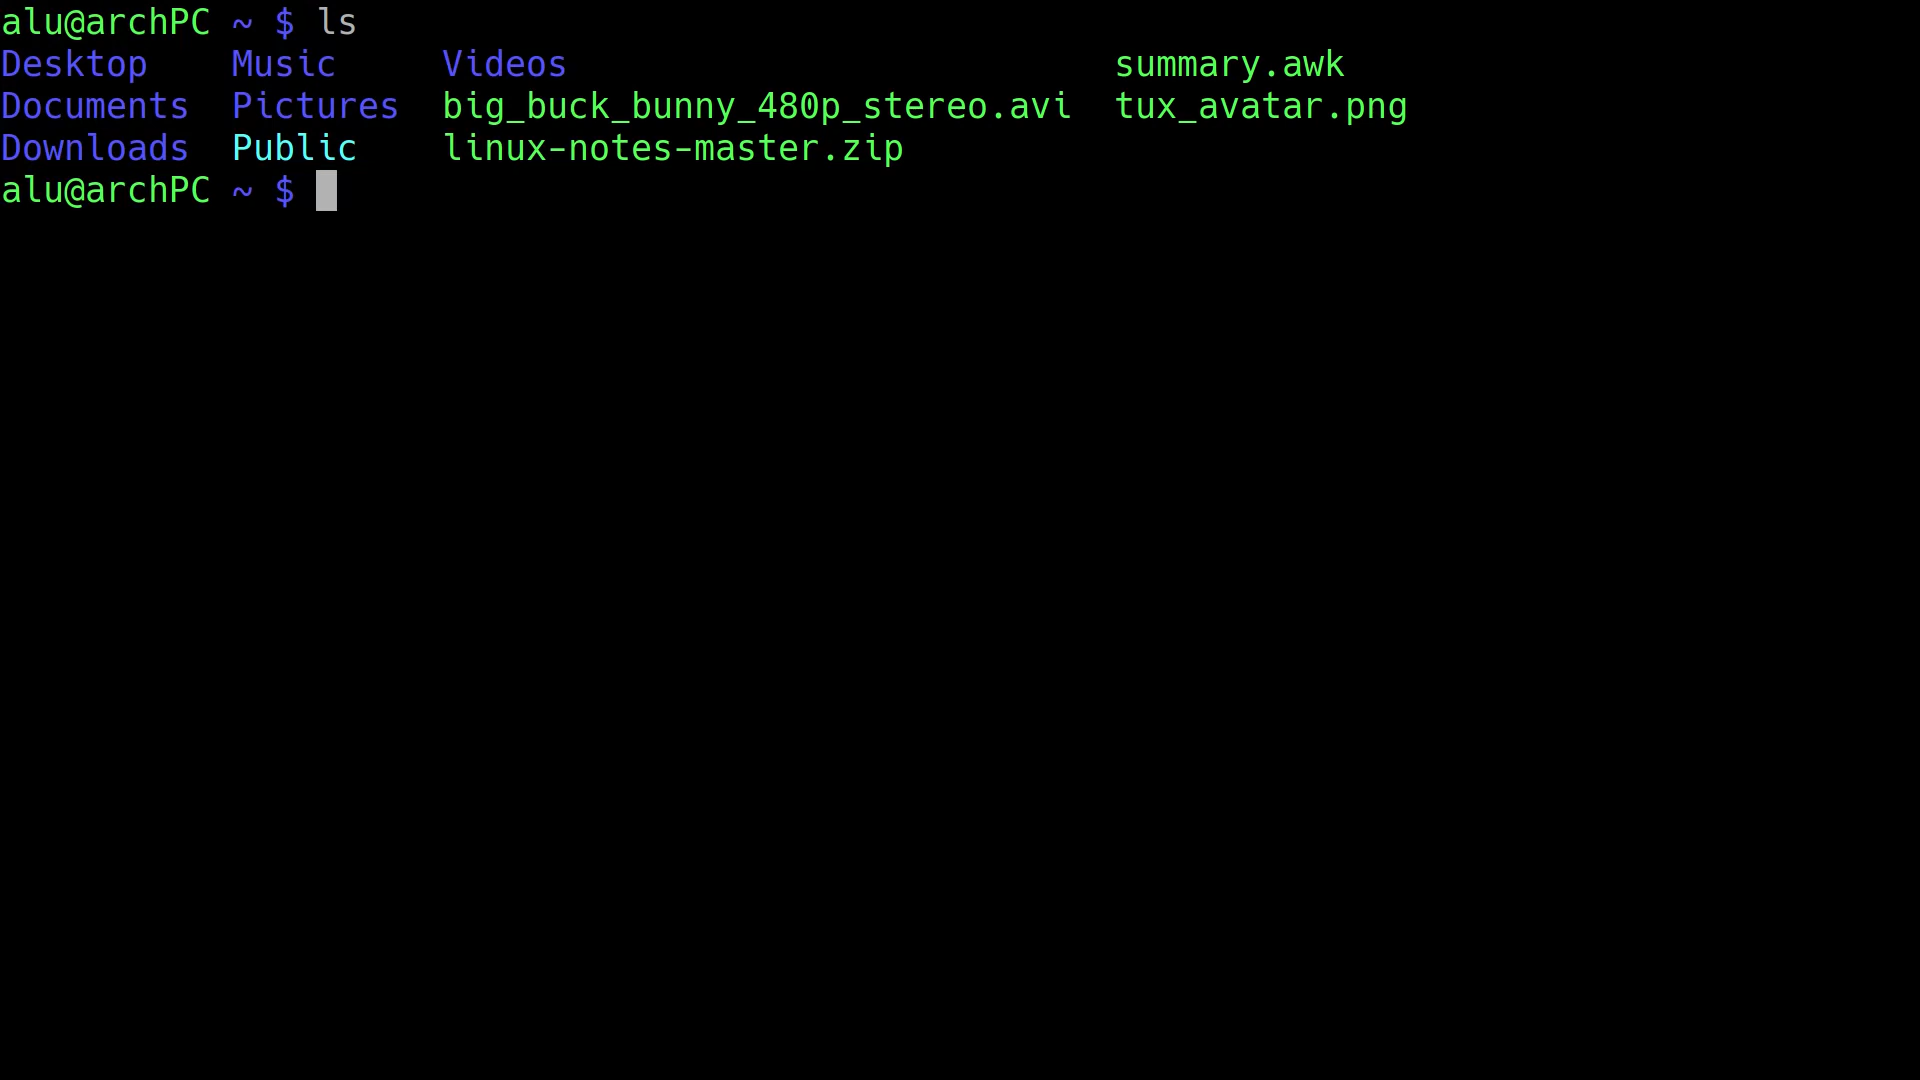 alu@archPC ~ $ ls
Desktop    Music     Videos                          summary.awk
Documents  Pictures  big_buck_bunny_480p_stereo.avi  tux_avatar.png
Downloads  Public    linux-notes-master.zip
alu@archPC ~ $